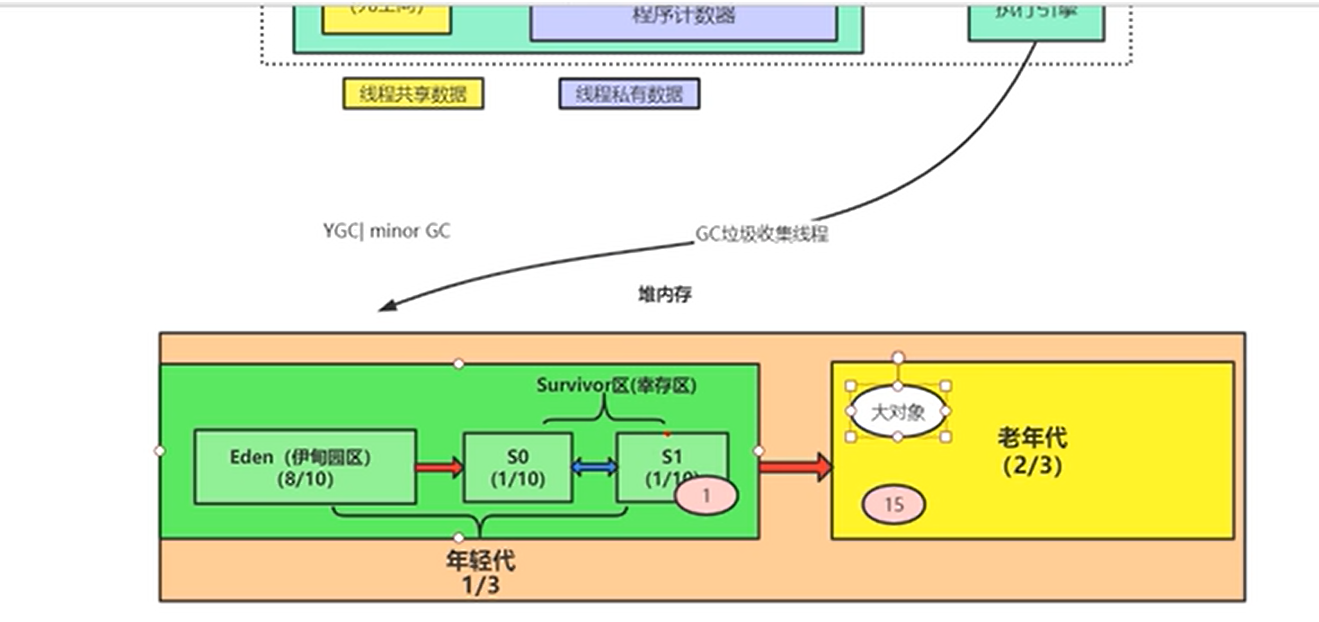 (元空间)
程序计数器
执行引擎
线程共享数据
线程私有数据
YGC| minor GC
GC垃圾收集线程
堆内存
Survivor区(幸存区)
Eden（伊甸园区）
(8/10)
S0
(1/10)
S1
(1/10)
1
年轻代
1/3
大对象
老年代
(2/3)
15